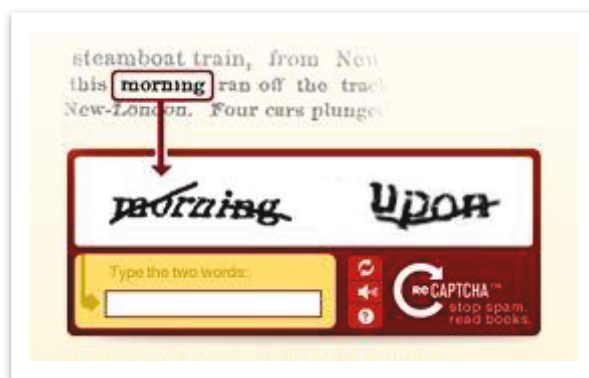 steamboat train, from New
this morning ran off the trac
New-London. Four cars plunge
morning upon
Type the two words:
?
reCAPTCHA™
stop spam.
read books.